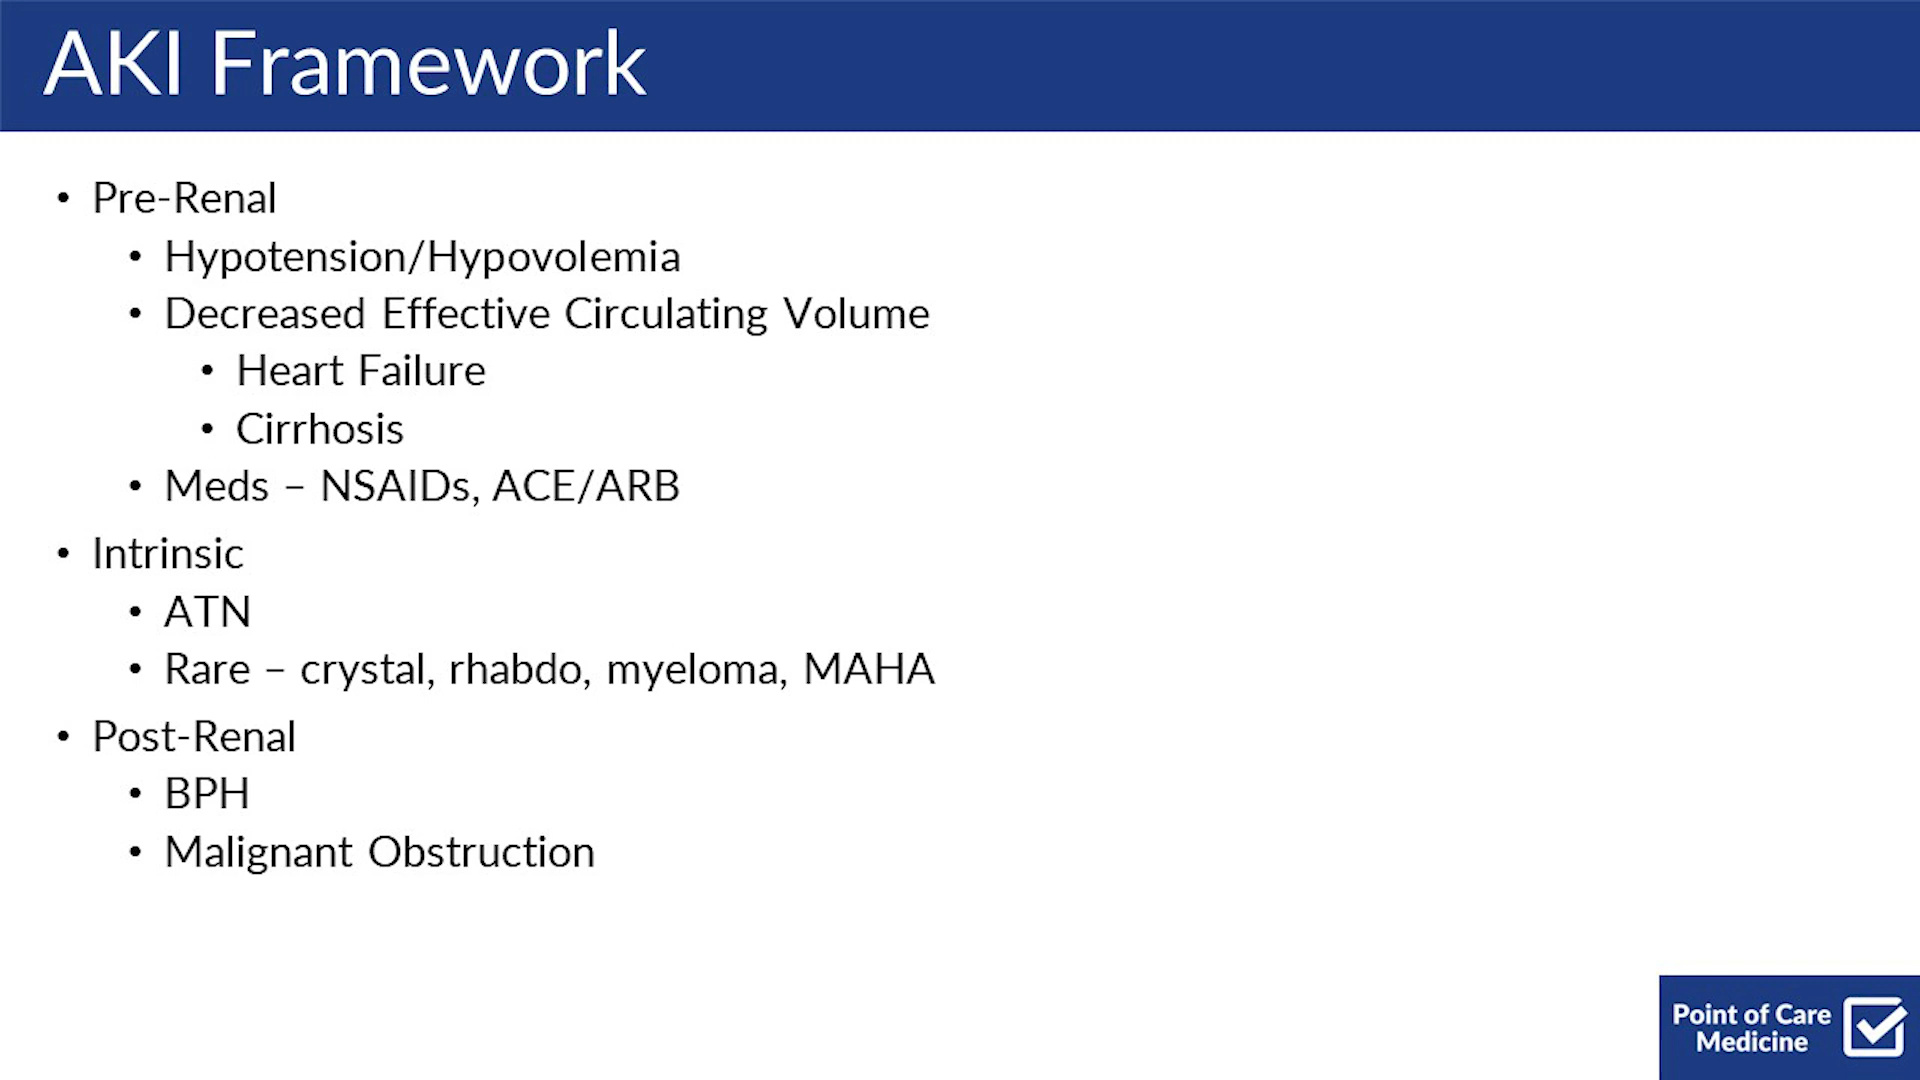 AKI Framework
• Pre-Renal
• Hypotension/Hypovolemia
• Decreased Effective Circulating Volume
• Heart Failure
• Cirrhosis
• Meds – NSAIDs, ACE/ARB
• Intrinsic
• ATN
• Rare – crystal, rhabdo, myeloma, MAHA
• Post-Renal
• BPH
• Malignant Obstruction
Point of Care
Medicine